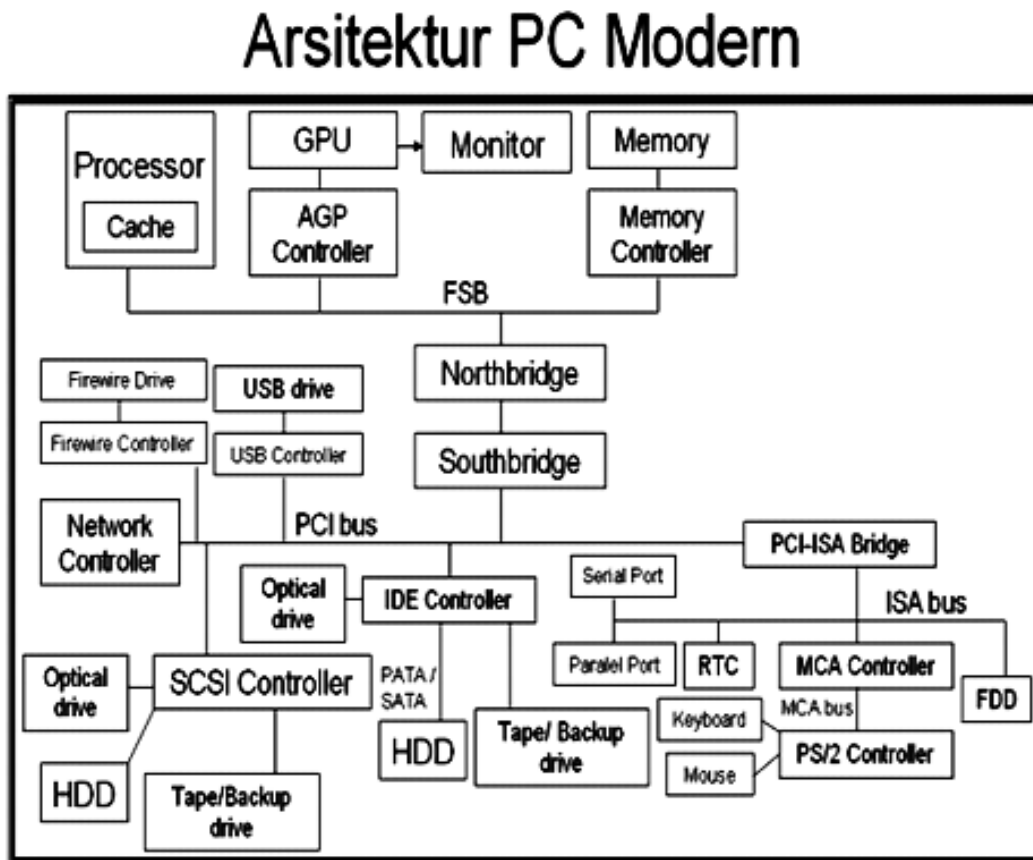 Arsitektur PC Modern
Processor
Cache
GPU
Monitor
Memory
AGP
Controller
Memory
Controller
FSB
Northbridge
Southbridge
Firewire Drive
Firewire Controller
USB drive
USB Controller
Network
Controller
PCI bus
PCI-ISA Bridge
Optical
drive
IDE Controller
Serial Port
ISA bus
Paralel Port
RTC
MCA Controller
FDD
Optical
drive
SCSI Controller
PATA /
SATA
MCA bus
Keyboard
Mouse
PS/2 Controller
HDD
Tape/Backup
drive
HDD
Tape/ Backup
drive